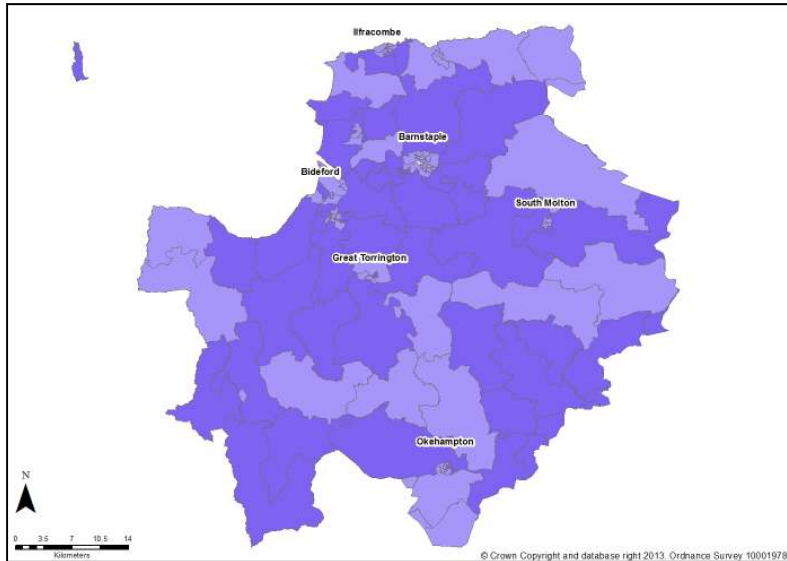 Ilfracombe
Barnstaple
Bideford
South Molton
Great Torrington
Okehampton
N
0 3.5 7 10.5 14
Kilometers
© Crown Copyright and database right 2013. Ordnance Survey 10001978